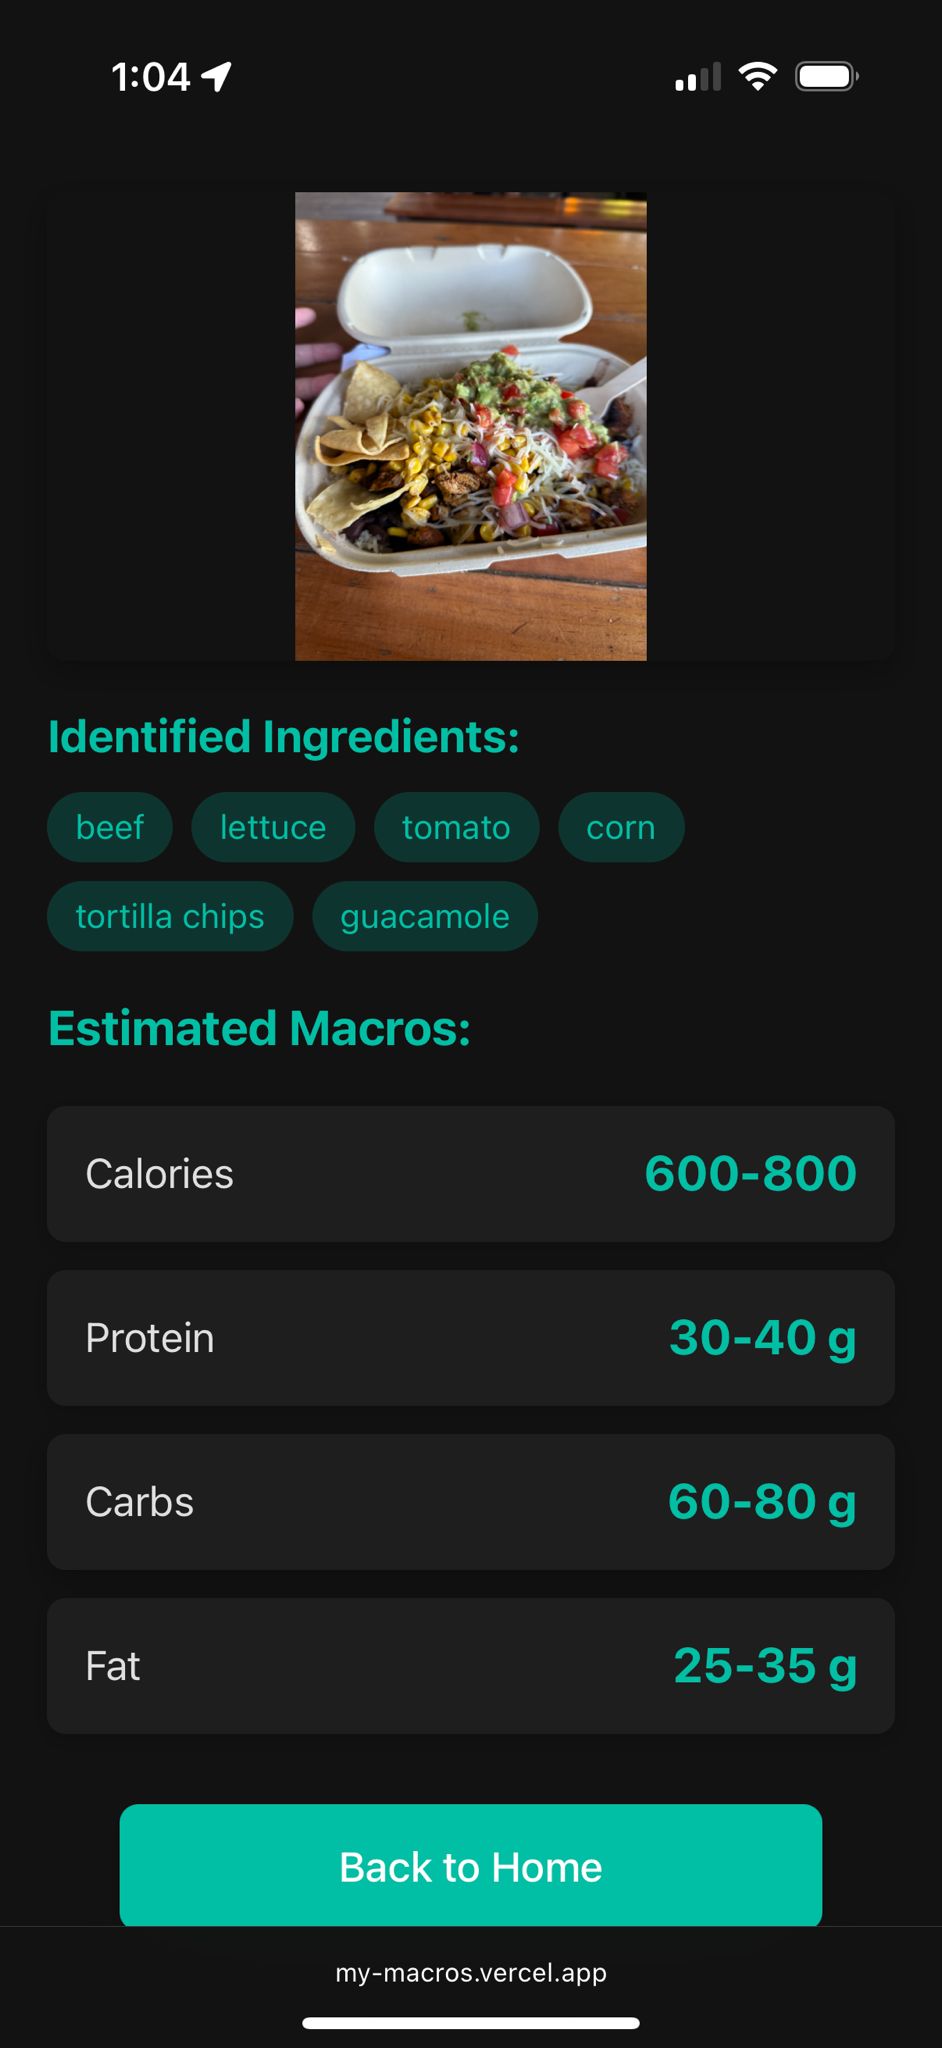 1:04
Identified Ingredients:
beef lettuce tomato corn
tortilla chips guacamole
Estimated Macros:
Calories 600-800
Protein 30-40 g
Carbs 60-80 g
Fat 25-35 g
Back to Home
my-macros.vercel.app